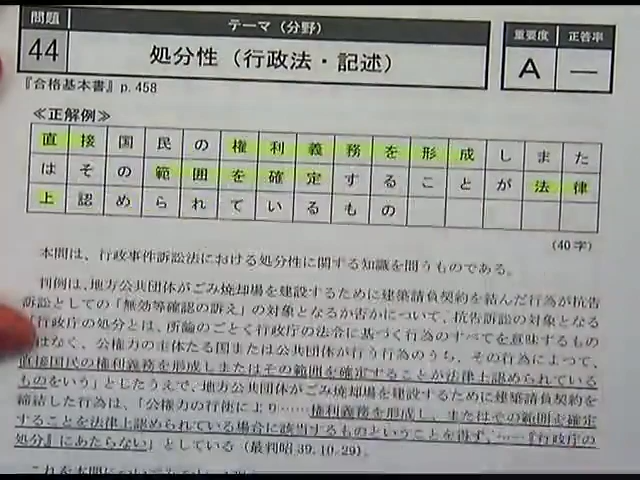 問題
テーマ（分野）
重要度
正答率
44
処分性（行政法・記述）
A
―
『合格基本書』p.458
≪正解例≫
直接国民の権利義務を形成しまた
はその範囲を確定することが法律
上認められているもの
（40字）
本問は、行政事件訴訟法における処分性に関する知識を問うものである。
判例は、地方公共団体がごみ焼却場を建設するために建築請負契約を結んだ行為が抗告
訴訟としての「無効等確認の訴え」の対象となるか否かについて、抗告訴訟の対象となる
「行政庁の処分とは、所論のごとく行政庁の法令に基づく行為のすべてを意味するもの
はなく、公権力の主体たる国または公共団体が行う行為のうち、その行為によつて、
直接国民の権利義務を形成しまたはその範囲を確定することが法律上認められている
ものをいう」としたうえで、地方公共団体がごみ焼却場を建設するために建築請負契約を
締結した行為は、「公権力の行使により……権利義務を形成し、またはその範囲を確定
することを法律上認められている場合に該当するものということを得ず、……『行政庁の
処分』にあたらない」としている（最判昭39.10.29）。